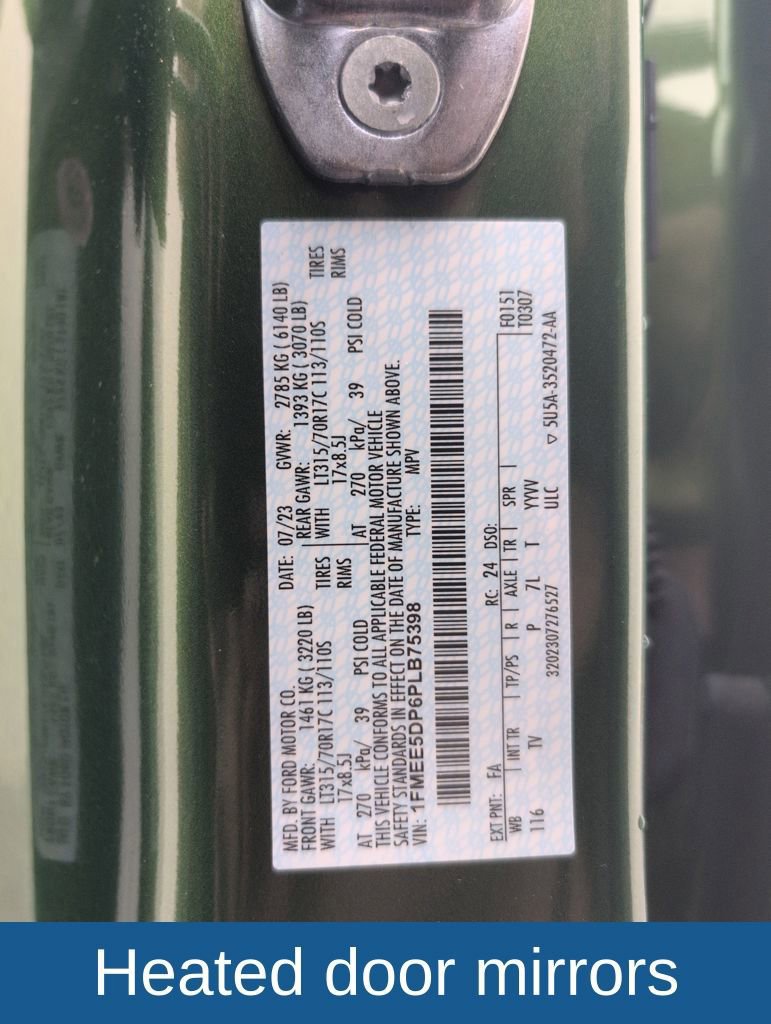 MFD. BY FORD MOTOR CO.
DATE: 07/23 GVWR: 2785 KG ( 6140 LB)
FRONT GAWR: 1461 KG ( 3220 LB) REAR GAWR: 1393 KG ( 3070 LB)
WITH LT315/70R17C 113/110S TIRES WITH LT315/70R17C 113/110S TIRES
17x8.5J RIMS 17x8.5J RIMS
AT 270 kPa/ 39 PSI COLD AT 270 kPa/ 39 PSI COLD
THIS VEHICLE CONFORMS TO ALL APPLICABLE FEDERAL MOTOR VEHICLE
SAFETY STANDARDS IN EFFECT ON THE DATE OF MANUFACTURE SHOWN ABOVE.
VIN: 1FMEE5DP6PLB75398 TYPE: MPV
EXT PNT: FA RC: 24 DSO: F0151
WB INT TR TP/PS R AXLE TR SPR T0307
116 TV P 7L T YYVV
3202307276527 ULC ▽ 5U5A-3520472-AA
Heated door mirrors